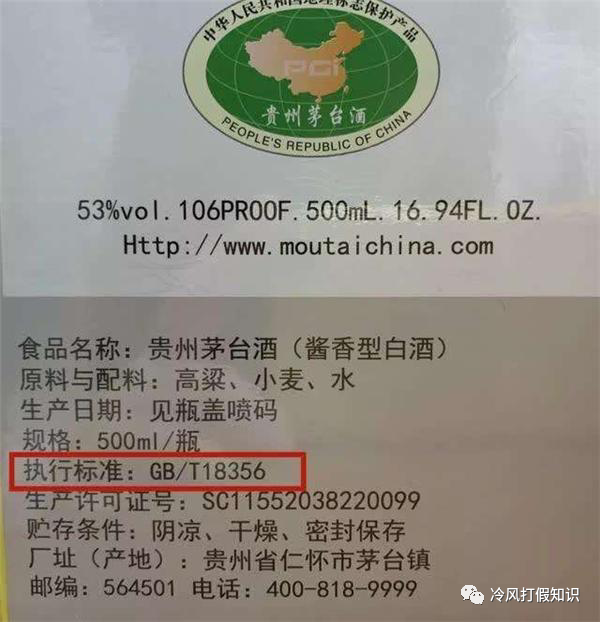 中华人民共和国地理标志保护产品
PGI
贵州茅台酒
PEOPLE'S REPUBLIC OF CHINA
53%vol.106PROOF.500mL.16.94FL.OZ.
Http://www.moutaichina.com
食品名称：贵州茅台酒（酱香型白酒）
原料与配料：高粱、小麦、水
生产日期：见瓶盖喷码
规格：500ml/瓶
执行标准：GB/T18356
生产许可证号：SC11552038220099
贮存条件：阴凉、干燥、密封保存
厂址（产地）：贵州省仁怀市茅台镇
邮编：564501 电话：400-818-9999
冷风打假知识